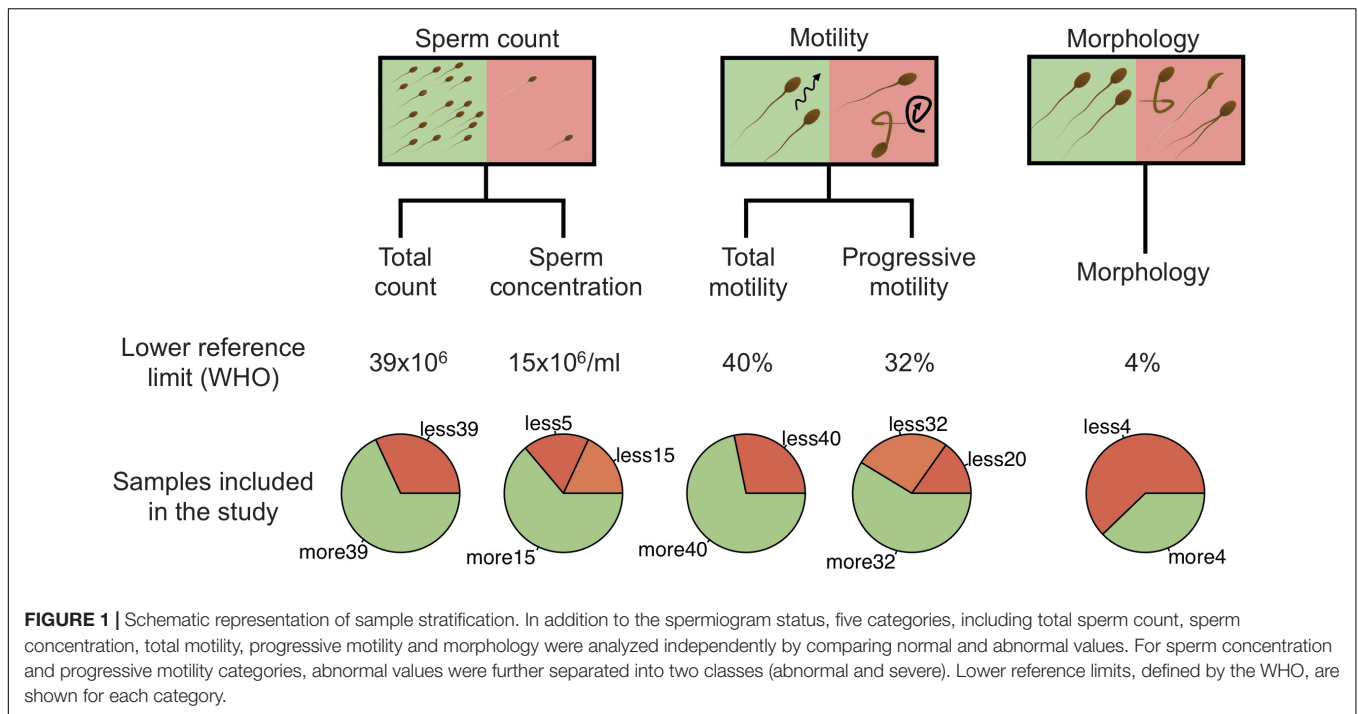 Sperm count
Motility
Morphology
Total
count
Sperm
concentration
Total
motility
Progressive
motility
Morphology
Lower reference
limit (WHO)
39x10⁶
15x10⁶/ml
40%
32%
4%
Samples included
in the study
less39
more39
less5
less15
more15
less40
more40
less32
less20
more32
less4
more4
FIGURE 1 | Schematic representation of sample stratification. In addition to the spermiogram status, five categories, including total sperm count, sperm
concentration, total motility, progressive motility and morphology were analyzed independently by comparing normal and abnormal values. For sperm concentration
and progressive motility categories, abnormal values were further separated into two classes (abnormal and severe). Lower reference limits, defined by the WHO, are
shown for each category.